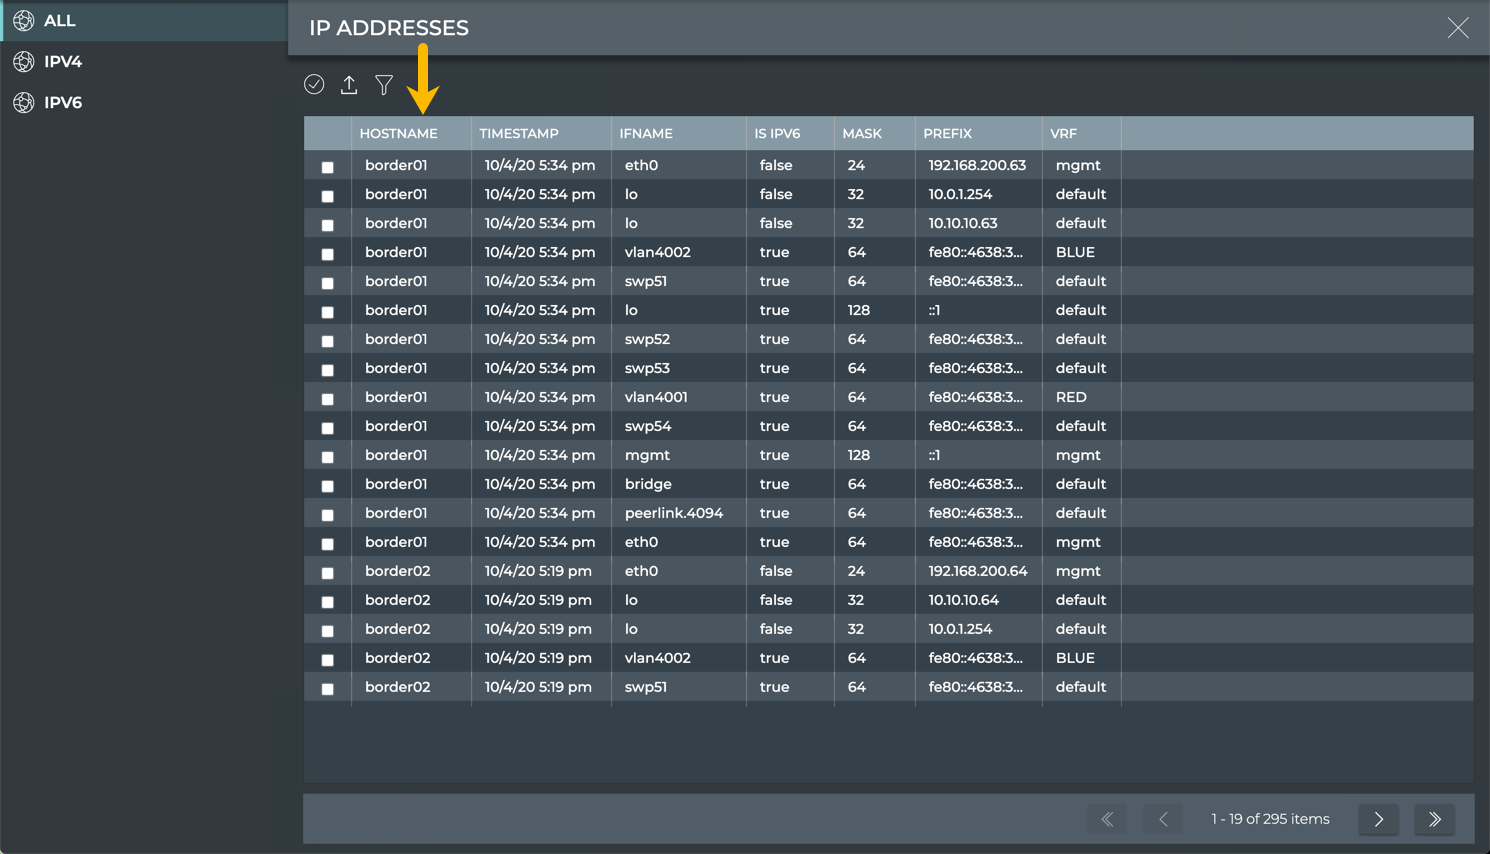 ALL
IPV4
IPV6
IP ADDRESSES
HOSTNAME TIMESTAMP IFNAME IS IPV6 MASK PREFIX VRF
border01 10/4/20 5:34 pm eth0 false 24 192.168.200.63 mgmt
border01 10/4/20 5:34 pm lo false 32 10.0.1.254 default
border01 10/4/20 5:34 pm lo false 32 10.10.10.63 default
border01 10/4/20 5:34 pm vlan4002 true 64 fe80::4638:3... BLUE
border01 10/4/20 5:34 pm swp51 true 64 fe80::4638:3... default
border01 10/4/20 5:34 pm lo true 128 ::1 default
border01 10/4/20 5:34 pm swp52 true 64 fe80::4638:3... default
border01 10/4/20 5:34 pm swp53 true 64 fe80::4638:3... default
border01 10/4/20 5:34 pm vlan4001 true 64 fe80::4638:3... RED
border01 10/4/20 5:34 pm swp54 true 64 fe80::4638:3... default
border01 10/4/20 5:34 pm mgmt true 128 ::1 mgmt
border01 10/4/20 5:34 pm bridge true 64 fe80::4638:3... default
border01 10/4/20 5:34 pm peerlink.4094 true 64 fe80::4638:3... default
border01 10/4/20 5:34 pm eth0 true 64 fe80::4638:3... mgmt
border02 10/4/20 5:19 pm eth0 false 24 192.168.200.64 mgmt
border02 10/4/20 5:19 pm lo false 32 10.10.10.64 default
border02 10/4/20 5:19 pm lo false 32 10.0.1.254 default
border02 10/4/20 5:19 pm vlan4002 true 64 fe80::4638:3... BLUE
border02 10/4/20 5:19 pm swp51 true 64 fe80::4638:3... default
1 - 19 of 295 items